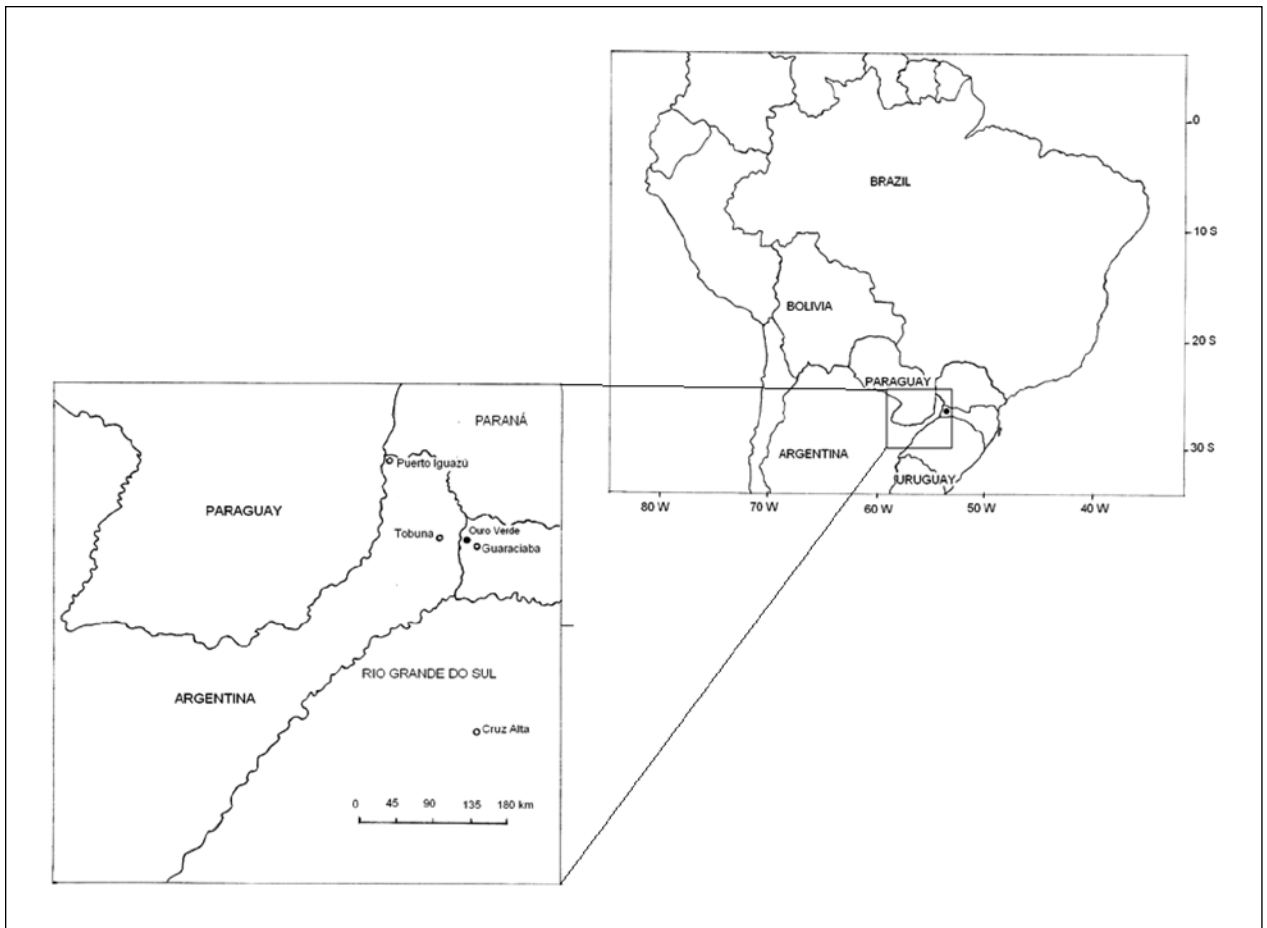 0
BRAZIL
10 S
BOLIVIA
20 S
PARAGUAY
ARGENTINA
30 S
URUGUAY
80 W 70 W 60 W 50 W 40 W
PARANÁ
Puerto Iguazú
PARAGUAY
Ouro Verde
Tobuna
Guaraciaba
RIO GRANDE DO SUL
ARGENTINA
Cruz Alta
0 45 90 135 180 km